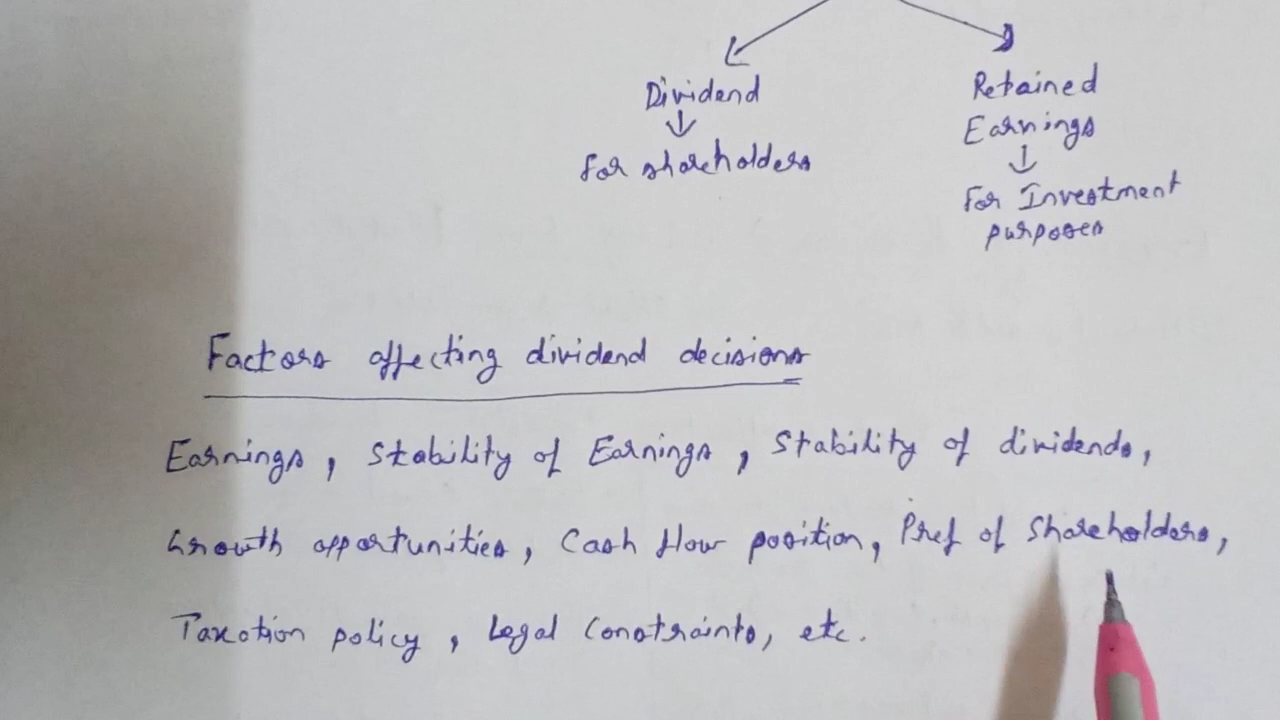 Dividend
↓
For shareholders
Retained
Earnings
↓
For Investment
purposes
Factors affecting dividend decisions
Earnings, Stability of Earnings, Stability of dividends,
Growth opportunities, Cash flow position, Pref of Shareholders,
Taxation policy, Legal Constraints, etc.